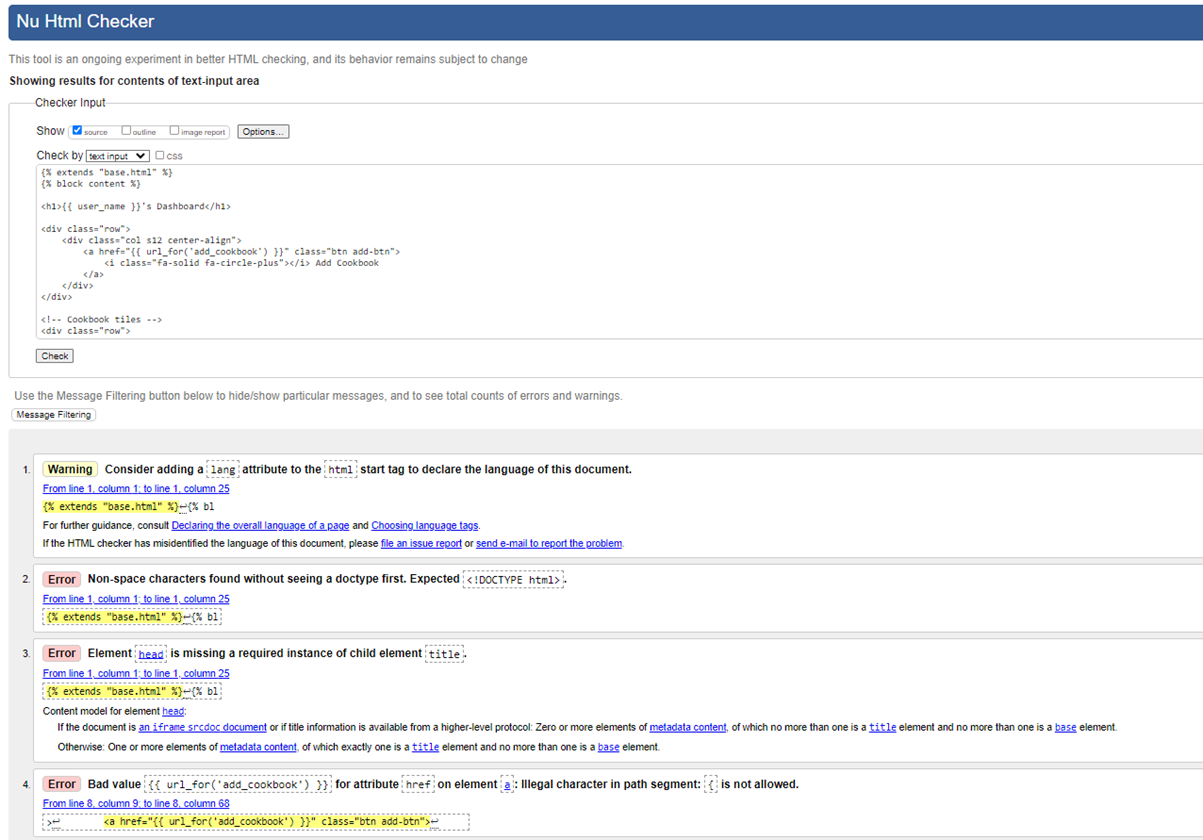 Nu Html Checker
This tool is an ongoing experiment in better HTML checking, and its behavior remains subject to change
Showing results for contents of text-input area
Checker Input
Show source outline image report Options...
Check by text input css
{% extends "base.html" %}
{% block content %}
<h1>{{ user_name }}'s Dashboard</h1>
<div class="row">
<div class="col s12 center-align">
<a href="{{ url_for('add_cookbook') }}" class="btn add-btn">
<i class="fa-solid fa-circle-plus"></i> Add Cookbook
</a>
</div>
</div>
<!-- Cookbook tiles -->
<div class="row">
Check
Use the Message Filtering button below to hide/show particular messages, and to see total counts of errors and warnings.
Message Filtering
1. Warning Consider adding a lang attribute to the html start tag to declare the language of this document.
From line 1, column 1; to line 1, column 25
{% extends "base.html" %}↩{% bl
For further guidance, consult Declaring the overall language of a page and Choosing language tags.
If the HTML checker has misidentified the language of this document, please file an issue report or send e-mail to report the problem.
2. Error Non-space characters found without seeing a doctype first. Expected <!DOCTYPE html>.
From line 1, column 1; to line 1, column 25
{% extends "base.html" %}↩{% bl
3. Error Element head is missing a required instance of child element title.
From line 1, column 1; to line 1, column 25
{% extends "base.html" %}↩{% bl
Content model for element head:
If the document is an iframe srcdoc document or if title information is available from a higher-level protocol: Zero or more elements of metadata content, of which no more than one is a title element and no more than one is a base element.
Otherwise: One or more elements of metadata content, of which exactly one is a title element and no more than one is a base element.
4. Error Bad value {{ url_for('add_cookbook') }} for attribute href on element a: Illegal character in path segment: { is not allowed.
From line 8, column 9; to line 8, column 68
>↩ <a href="{{ url_for('add_cookbook') }}" class="btn add-btn">↩